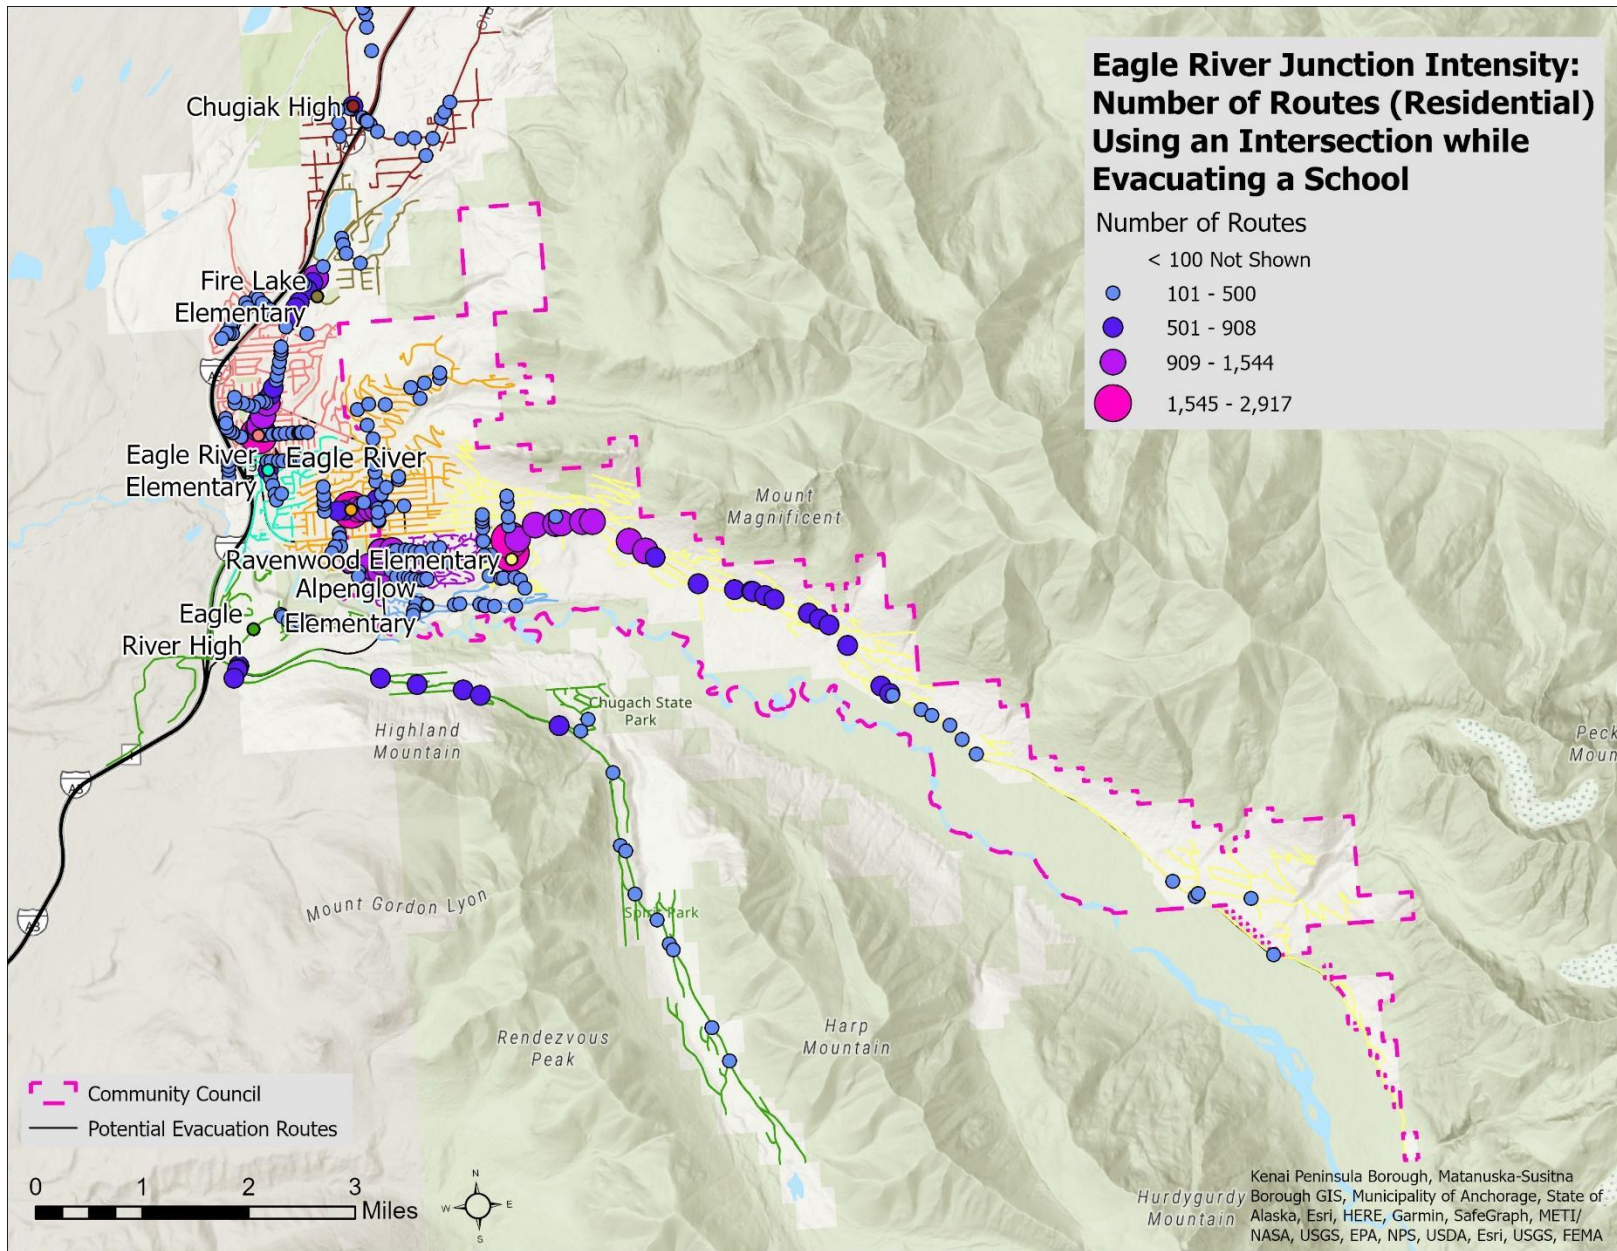 Eagle River Junction Intensity:
Number of Routes (Residential)
Using an Intersection while
Evacuating a School
Number of Routes
< 100 Not Shown
101 - 500
501 - 908
909 - 1,544
1,545 - 2,917
Chugiak High
Fire Lake
Elementary
Eagle River
Elementary
Eagle River
Mount
Magnificent
Ravenwood Elementary
Alpenglow
Elementary
Eagle
River High
Chugach State
Park
Highland
Mountain
Mount Gordon Lyon
Spirit Park
Rendezvous
Peak
Harp
Mountain
Hurdygurdy
Mountain
A3
A3
Community Council
Potential Evacuation Routes
0 1 2 3
Miles
N
W E
S
Kenai Peninsula Borough, Matanuska-Susitna
Borough GIS, Municipality of Anchorage, State of
Alaska, Esri, HERE, Garmin, SafeGraph, METI/
NASA, USGS, EPA, NPS, USDA, Esri, USGS, FEMA